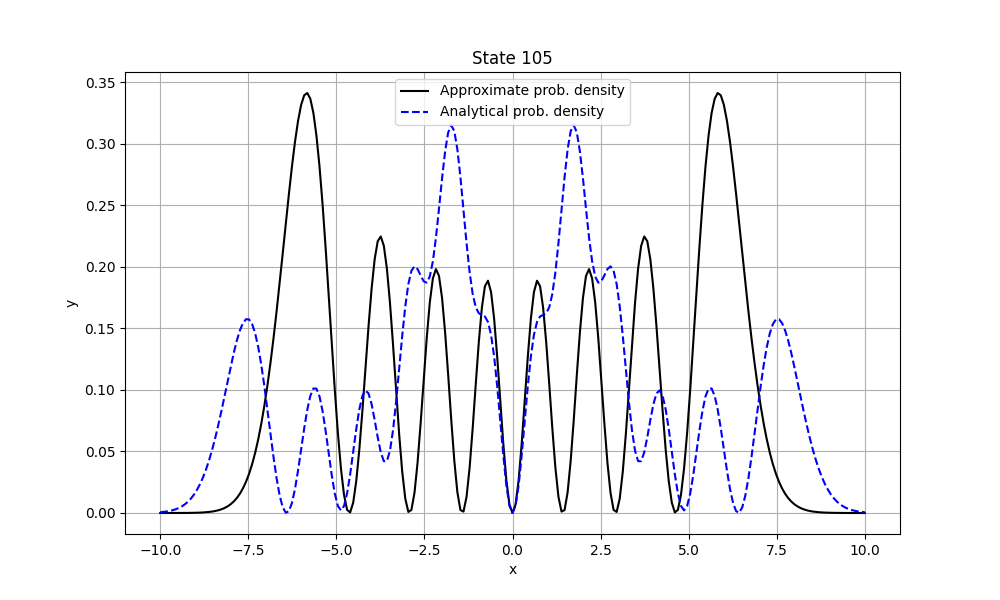 State 105
Approximate prob. density
Analytical prob. density
0.35
0.30
0.25
0.20
0.15
0.10
0.05
0.00
y
−10.0 −7.5 −5.0 −2.5 0.0 2.5 5.0 7.5 10.0
x